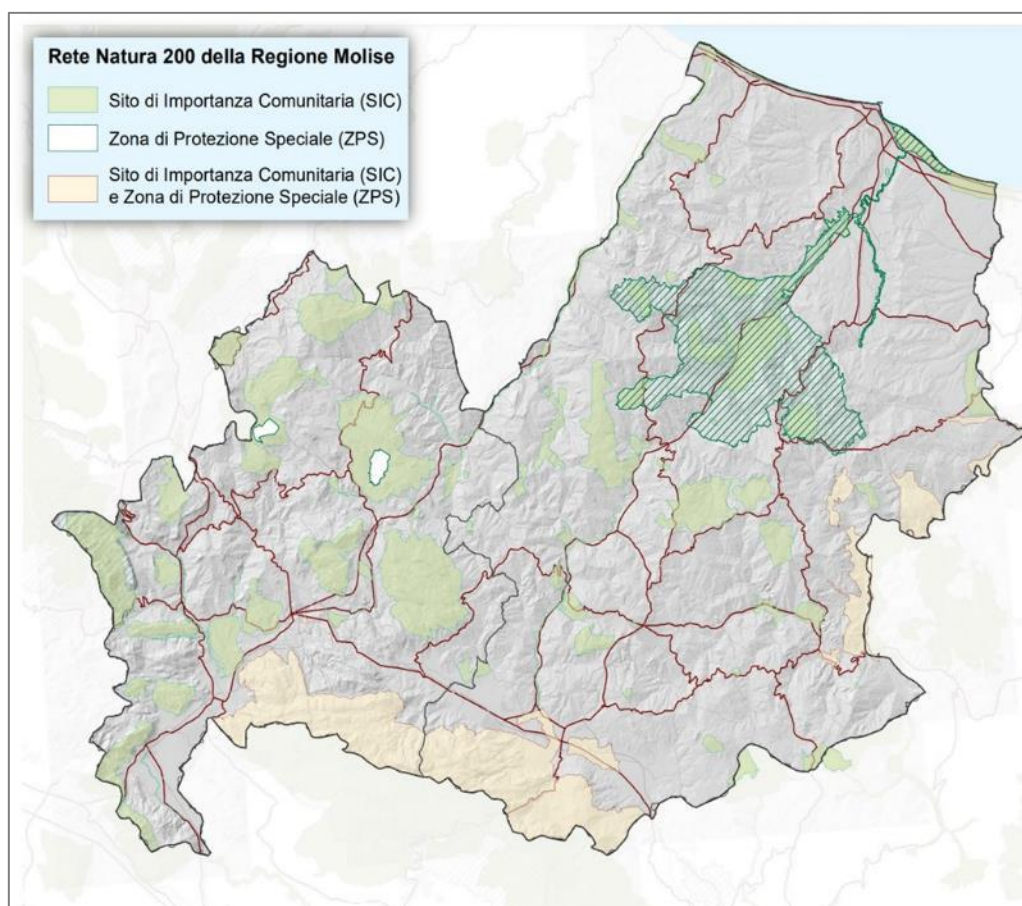 Rete Natura 200 della Regione Molise
Sito di Importanza Comunitaria (SIC)
Zona di Protezione Speciale (ZPS)
Sito di Importanza Comunitaria (SIC)
e Zona di Protezione Speciale (ZPS)